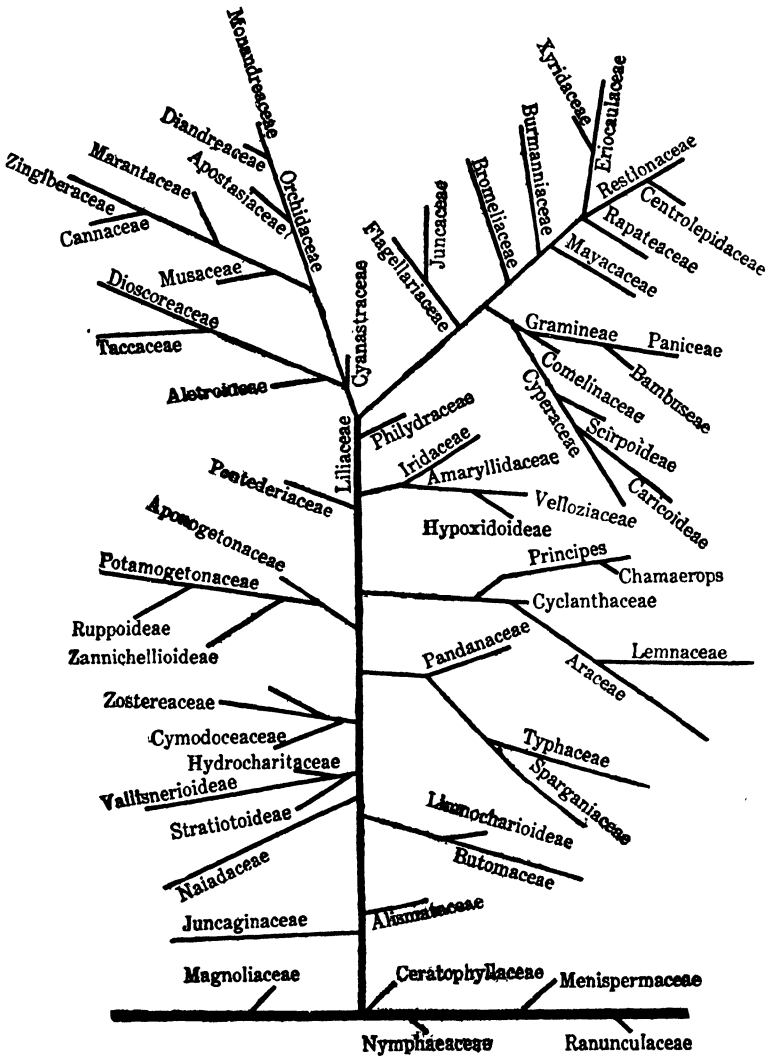 Monandreaceae
Diandreaceae
Apostasiaceae
Orchidaceae
Marantaceae
Zingiberaceae
Cannaceae
Musaceae
Dioscoreaceae
Taccaceae
Aletroideae
Cyanastraceae
Flagellariaceae
Juncaceae
Bromeliaceae
Burmanniaceae
Xyridaceae
Eriocaulaceae
Restionaceae
Centrolepidaceae
Rapateaceae
Mayacaceae
Gramineae
Paniceae
Bambuseae
Comelinaceae
Cyperaceae
Scirpoideae
Caricoideae
Liliaceae
Philydraceae
Iridaceae
Amaryllidaceae
Velloziaceae
Hypoxidoideae
Pontederiaceae
Aponogetonaceae
Potamogetonaceae
Ruppoideae
Zannichellioideae
Principes
Chamaerops
Cyclanthaceae
Lemnaceae
Araceae
Pandanaceae
Typhaceae
Sparganiaceae
Zostereaceae
Cymodoceaceae
Hydrocharitaceae
Vallisnerioideae
Stratiotoideae
Naiadaceae
Limnocharioideae
Butomaceae
Alismataceae
Juncaginaceae
Magnoliaceae
Ceratophyllaceae
Menispermaceae
Nymphaeaceae
Ranunculaceae